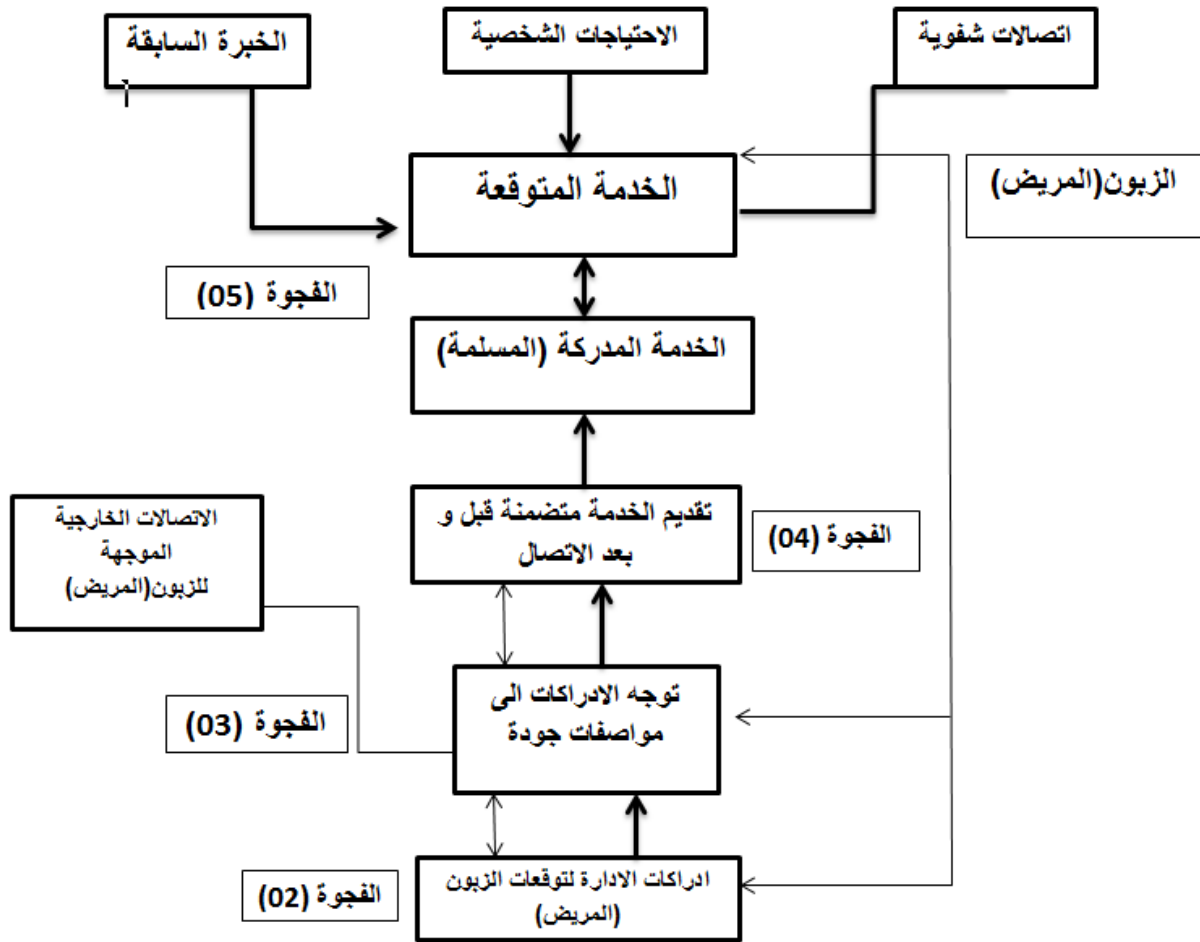 اتصالات شفوية
الاحتياجات الشخصية
الخبرة السابقة
الزبون(المريض)
الخدمة المتوقعة
الفجوة (05)
الخدمة المدركة (المسلمة)
تقديم الخدمة متضمنة قبل و
بعد الاتصال
الفجوة (04)
الاتصالات الخارجية
الموجهة
للزبون(المريض)
توجه الادراكات الى
مواصفات جودة
الفجوة (03)
ادراكات الادارة لتوقعات الزبون
(المريض)
الفجوة (02)